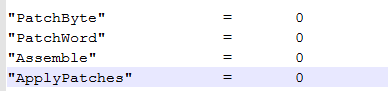 "PatchByte" = 0
"PatchWord" = 0
"Assemble" = 0
"ApplyPatches" = 0